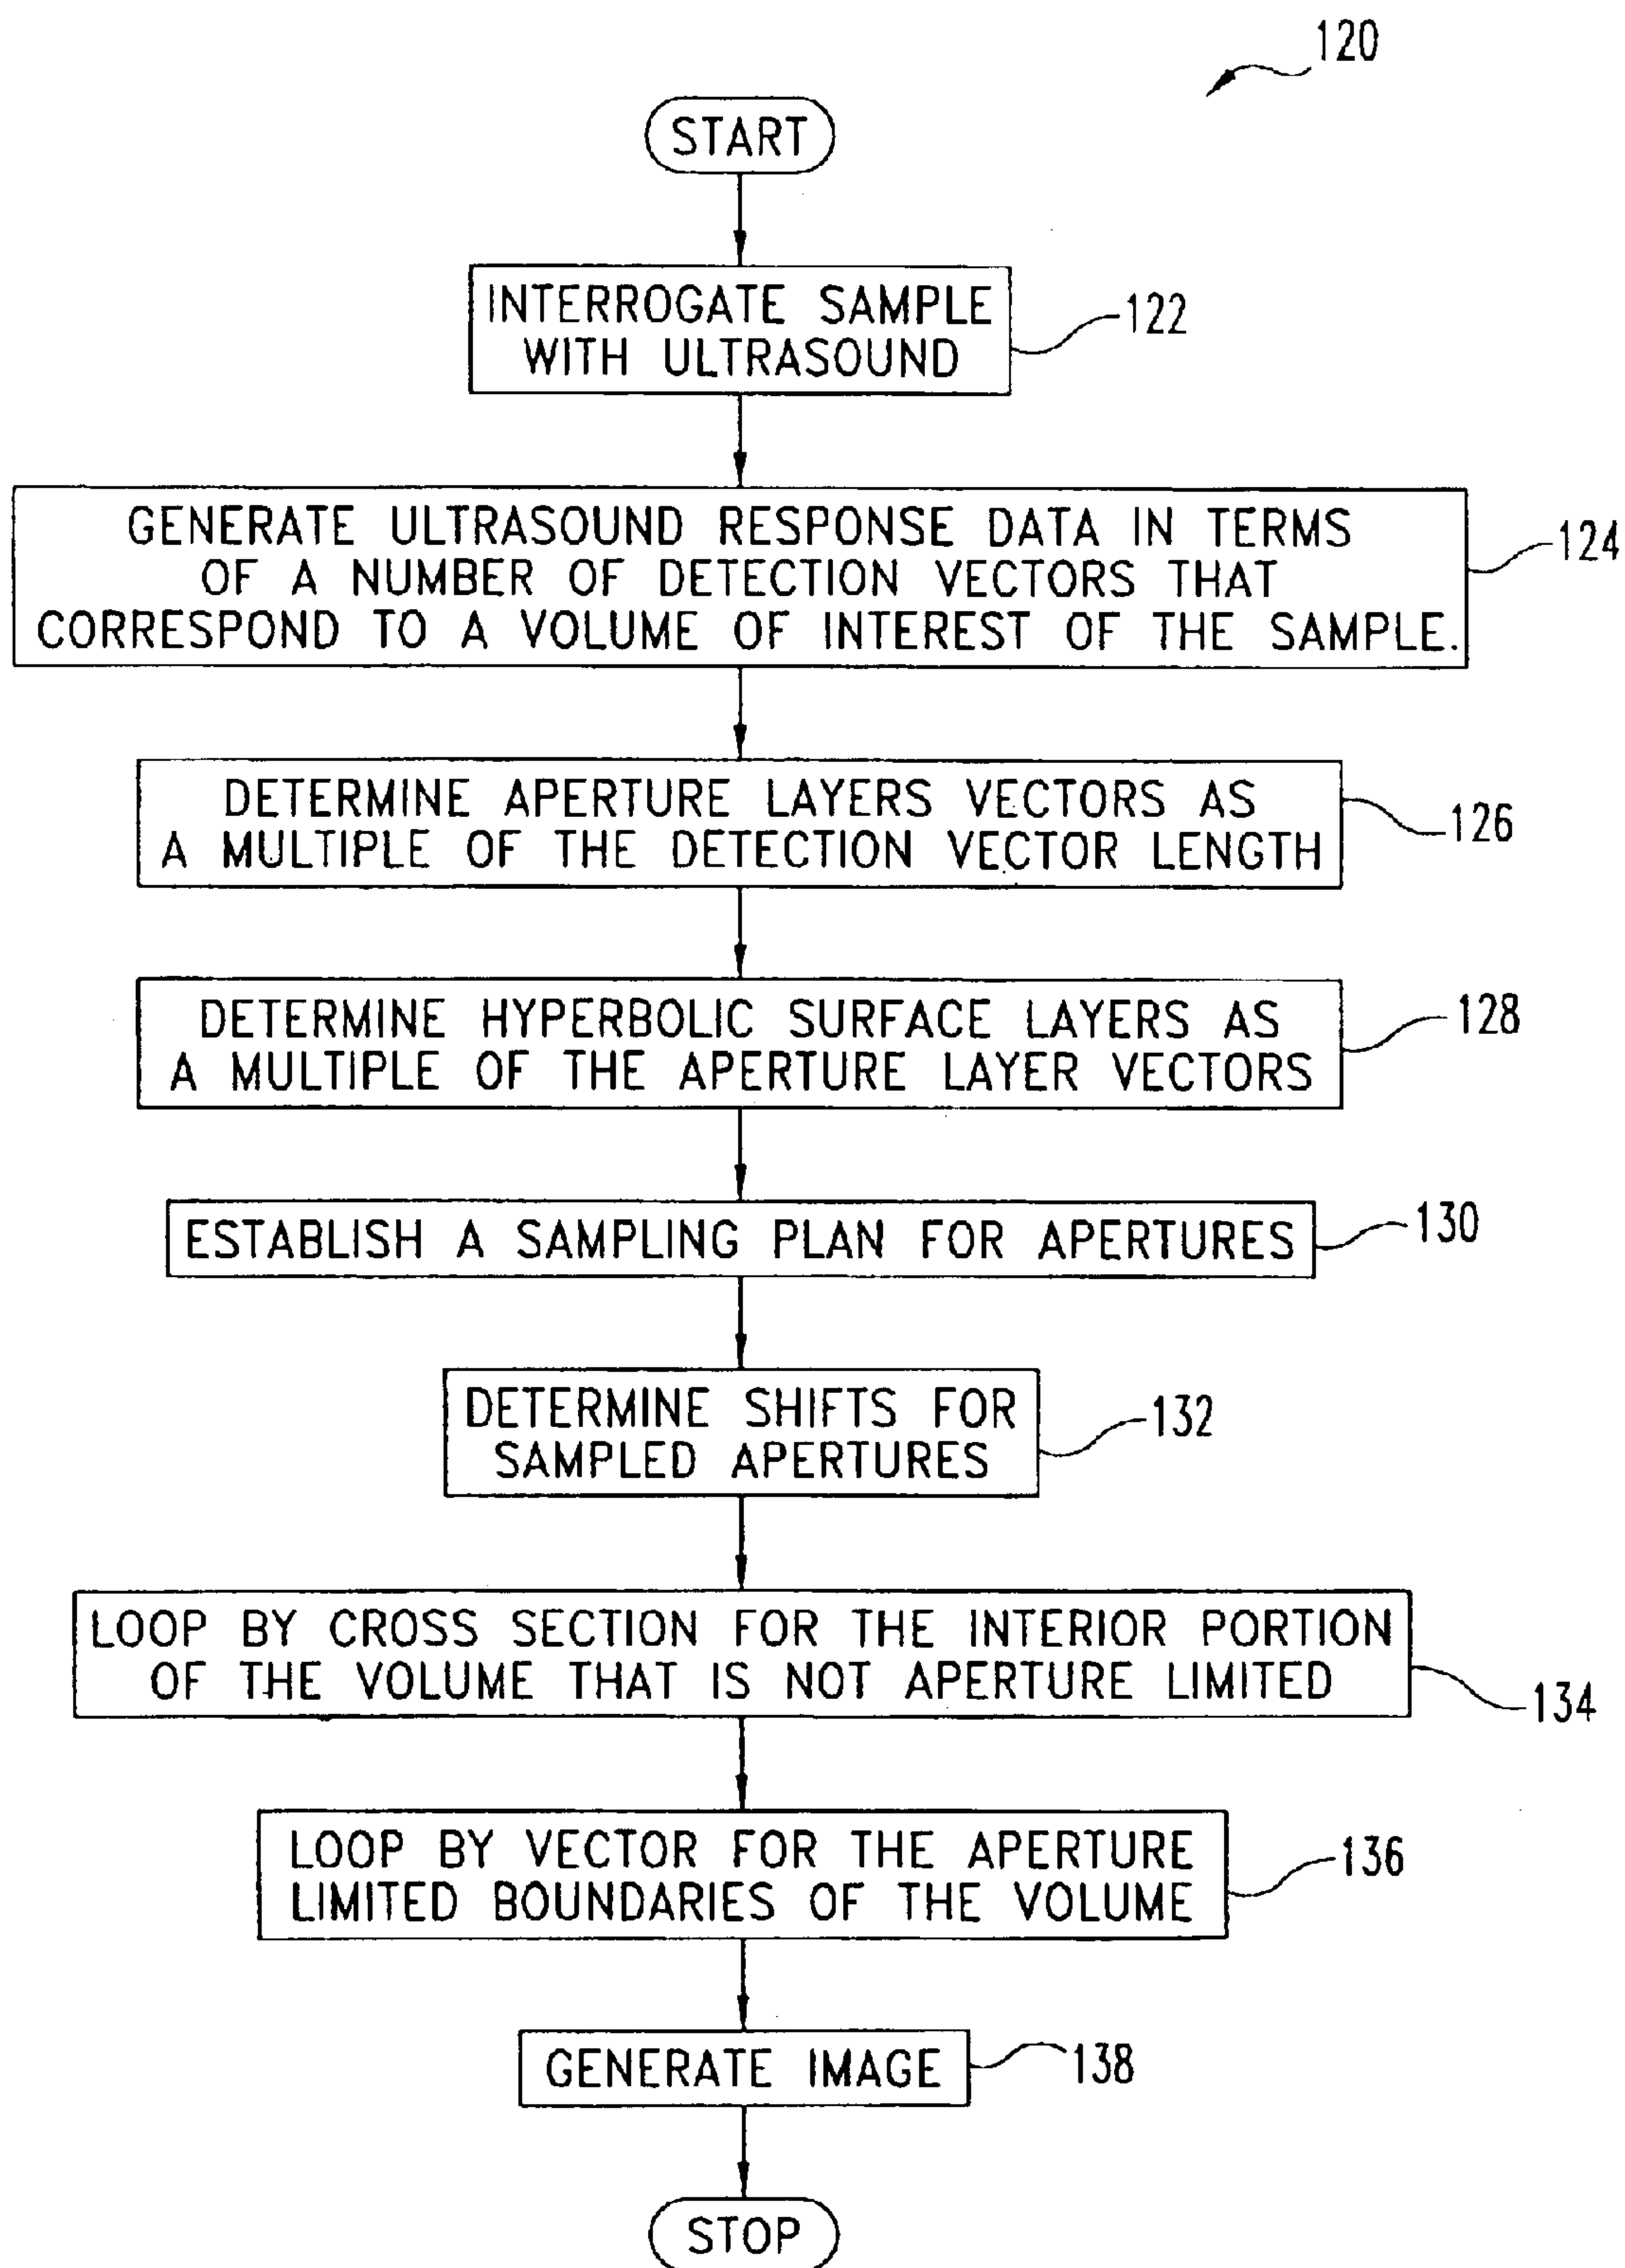 120
START
INTERROGATE SAMPLE
WITH ULTRASOUND
122
GENERATE ULTRASOUND RESPONSE DATA IN TERMS
OF A NUMBER OF DETECTION VECTORS THAT
CORRESPOND TO A VOLUME OF INTEREST OF THE SAMPLE.
124
DETERMINE APERTURE LAYERS VECTORS AS
A MULTIPLE OF THE DETECTION VECTOR LENGTH
126
DETERMINE HYPERBOLIC SURFACE LAYERS AS
A MULTIPLE OF THE APERTURE LAYER VECTORS
128
ESTABLISH A SAMPLING PLAN FOR APERTURES
130
DETERMINE SHIFTS FOR
SAMPLED APERTURES
132
LOOP BY CROSS SECTION FOR THE INTERIOR PORTION
OF THE VOLUME THAT IS NOT APERTURE LIMITED
134
LOOP BY VECTOR FOR THE APERTURE
LIMITED BOUNDARIES OF THE VOLUME
136
GENERATE IMAGE
138
STOP